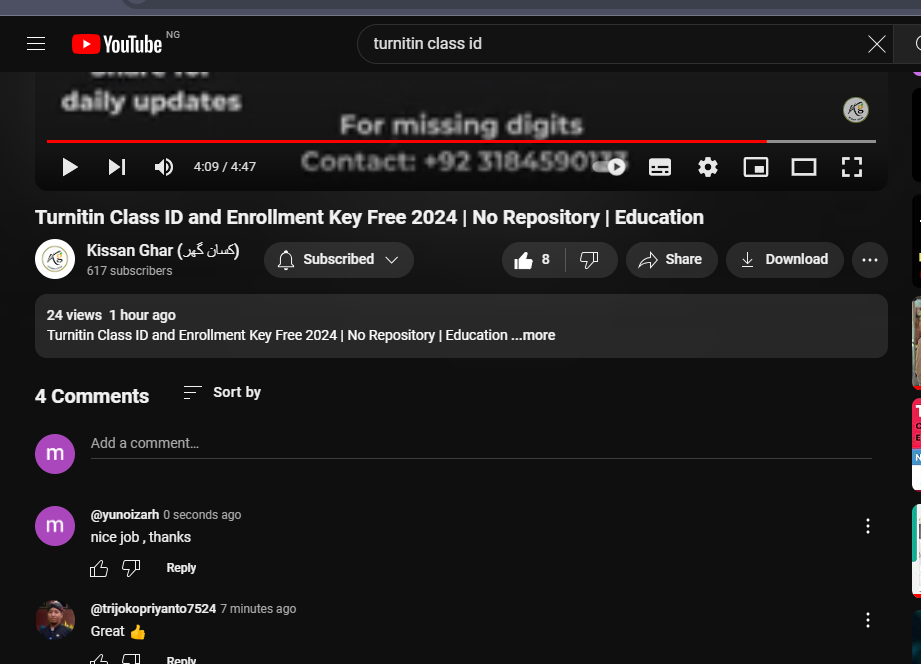 YouTube NG
turnitin class id
daily updates
For missing digits
Contact: +92 3184590
4:09 / 4:47
Turnitin Class ID and Enrollment Key Free 2024 | No Repository | Education
Kissan Ghar (کسان گھر)
617 subscribers
Subscribed
8
Share
Download
24 views 1 hour ago
Turnitin Class ID and Enrollment Key Free 2024 | No Repository | Education ...more
4 Comments
Sort by
m
Add a comment...
m
@yunoizarh 0 seconds ago
nice job , thanks
Reply
@trijokopriyanto7524 7 minutes ago
Great 👍
Reply